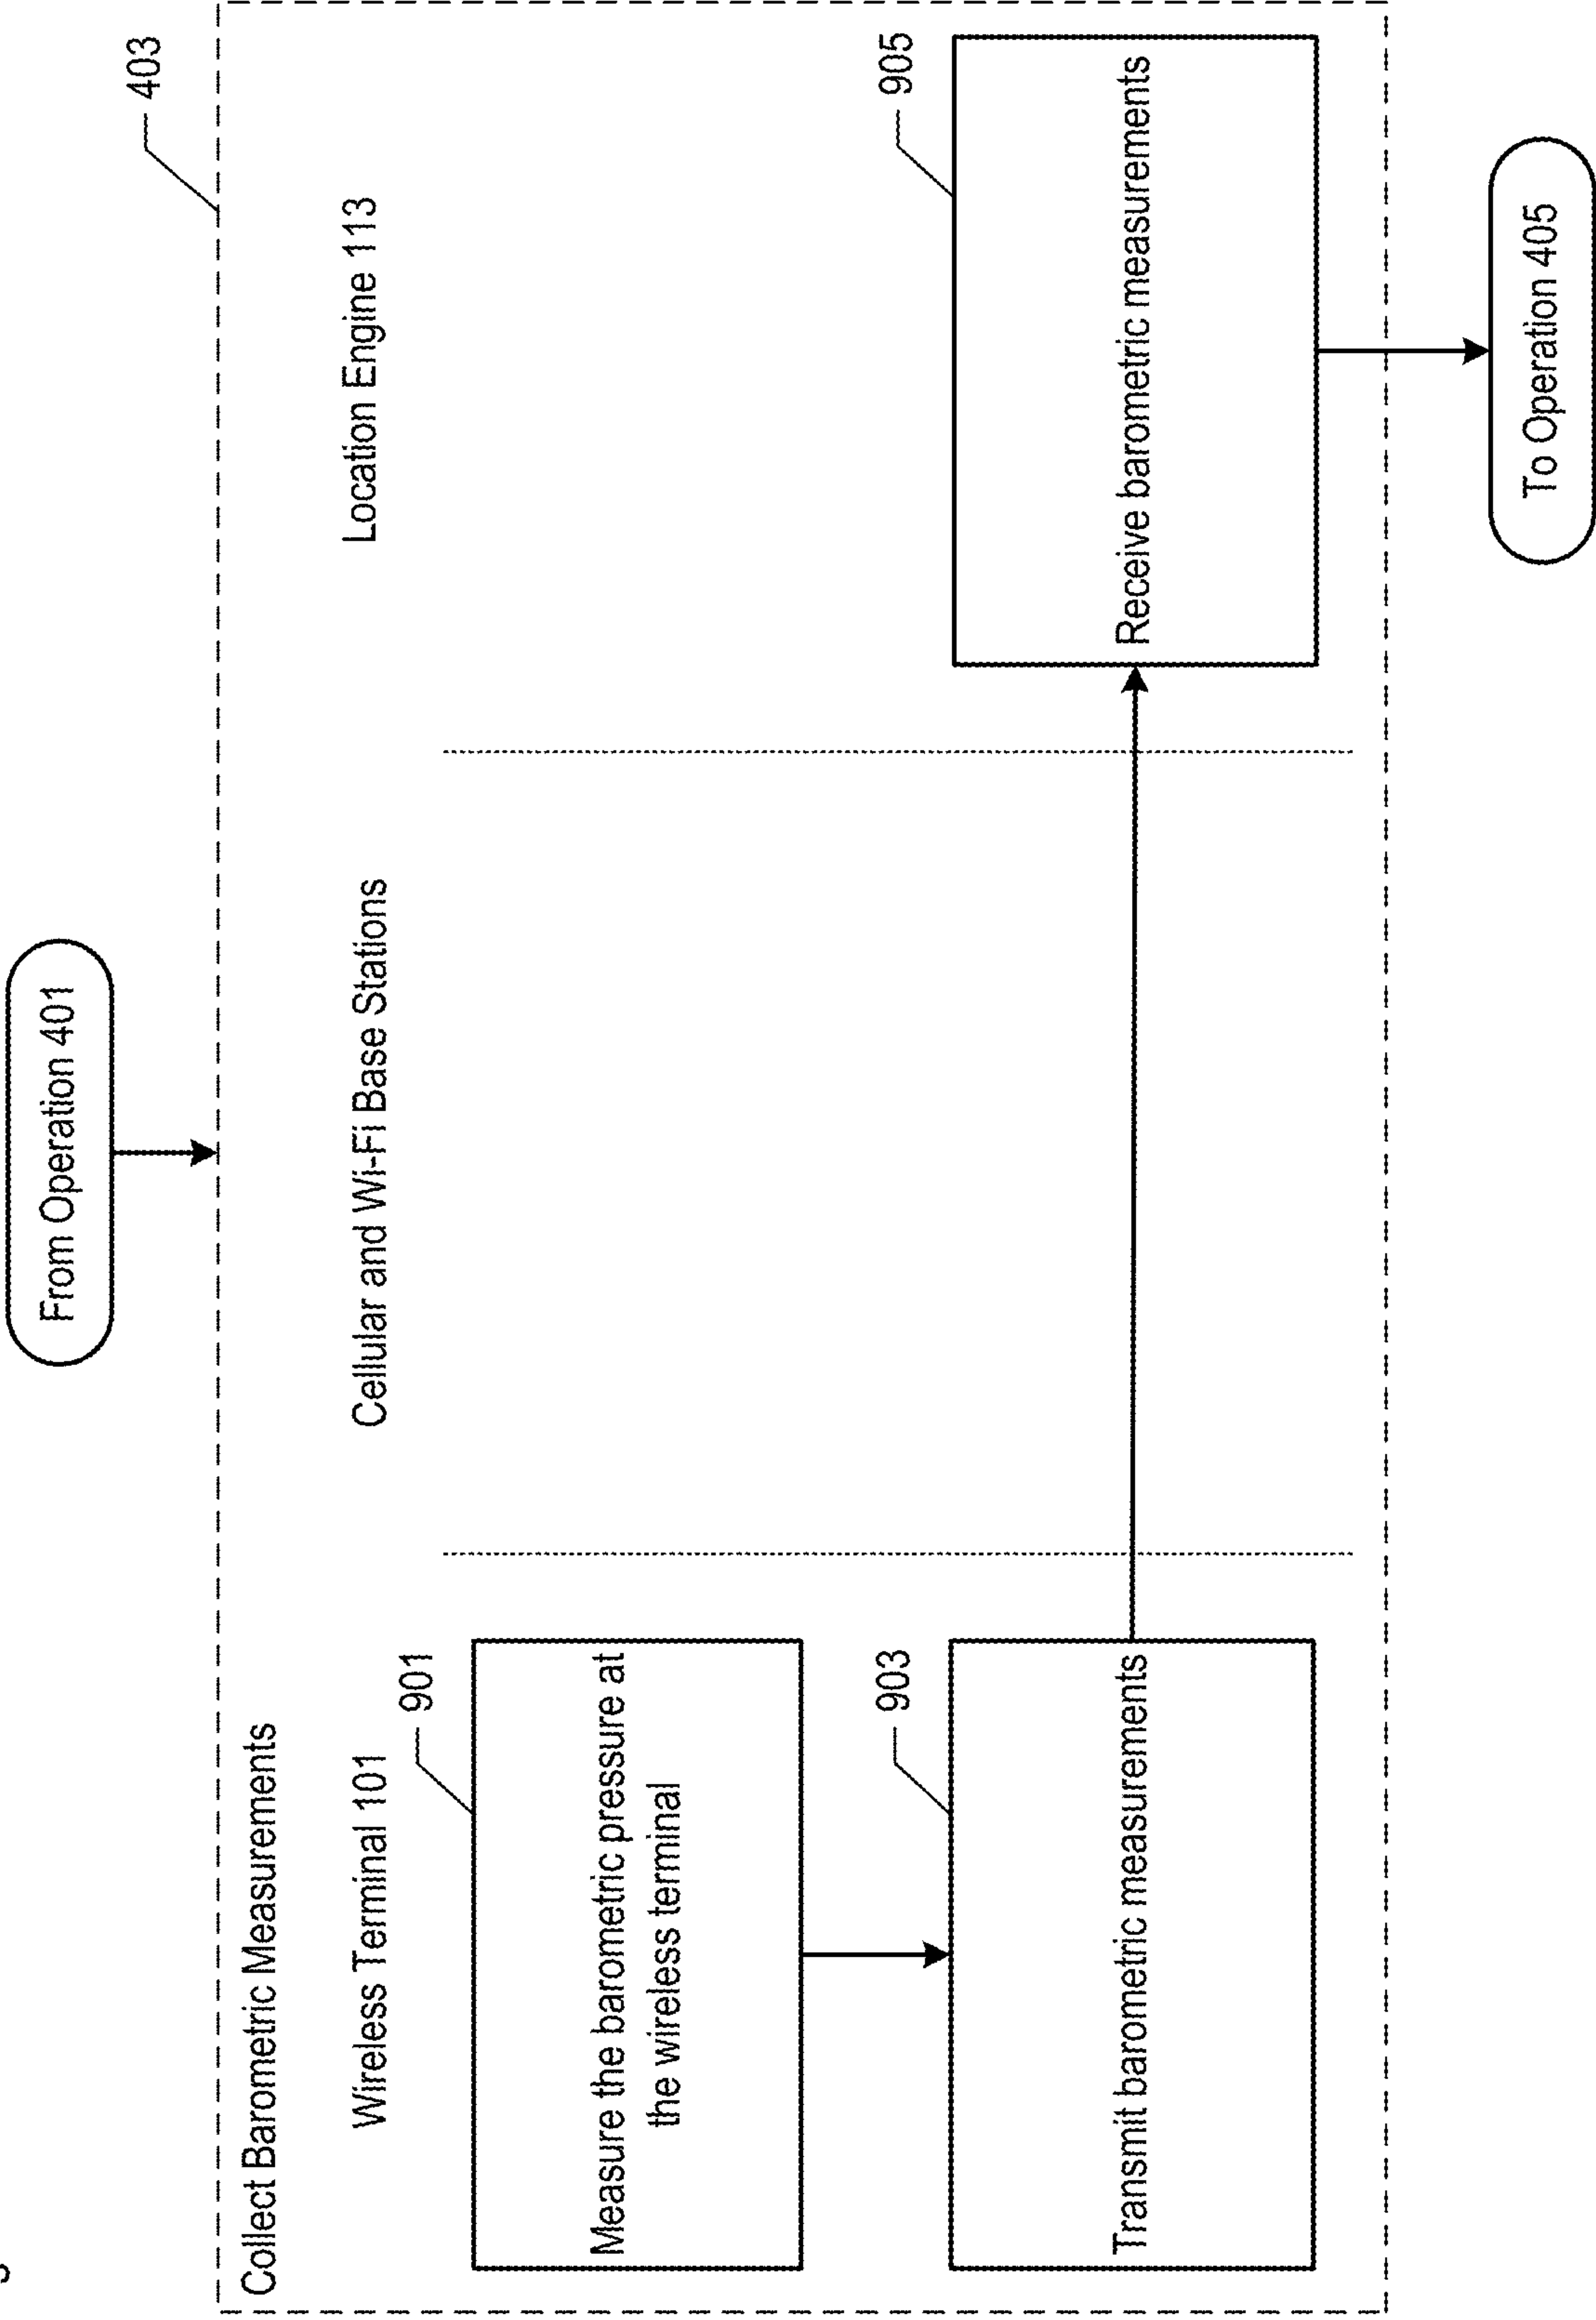 From Operation 401
403
Collect Barometric Measurements
Wireless Terminal 101
Cellular and Wi-Fi Base Stations
Location Engine 113
901
Measure the barometric pressure at
the wireless terminal
903
Transmit barometric measurements
905
Receive barometric measurements
To Operation 405